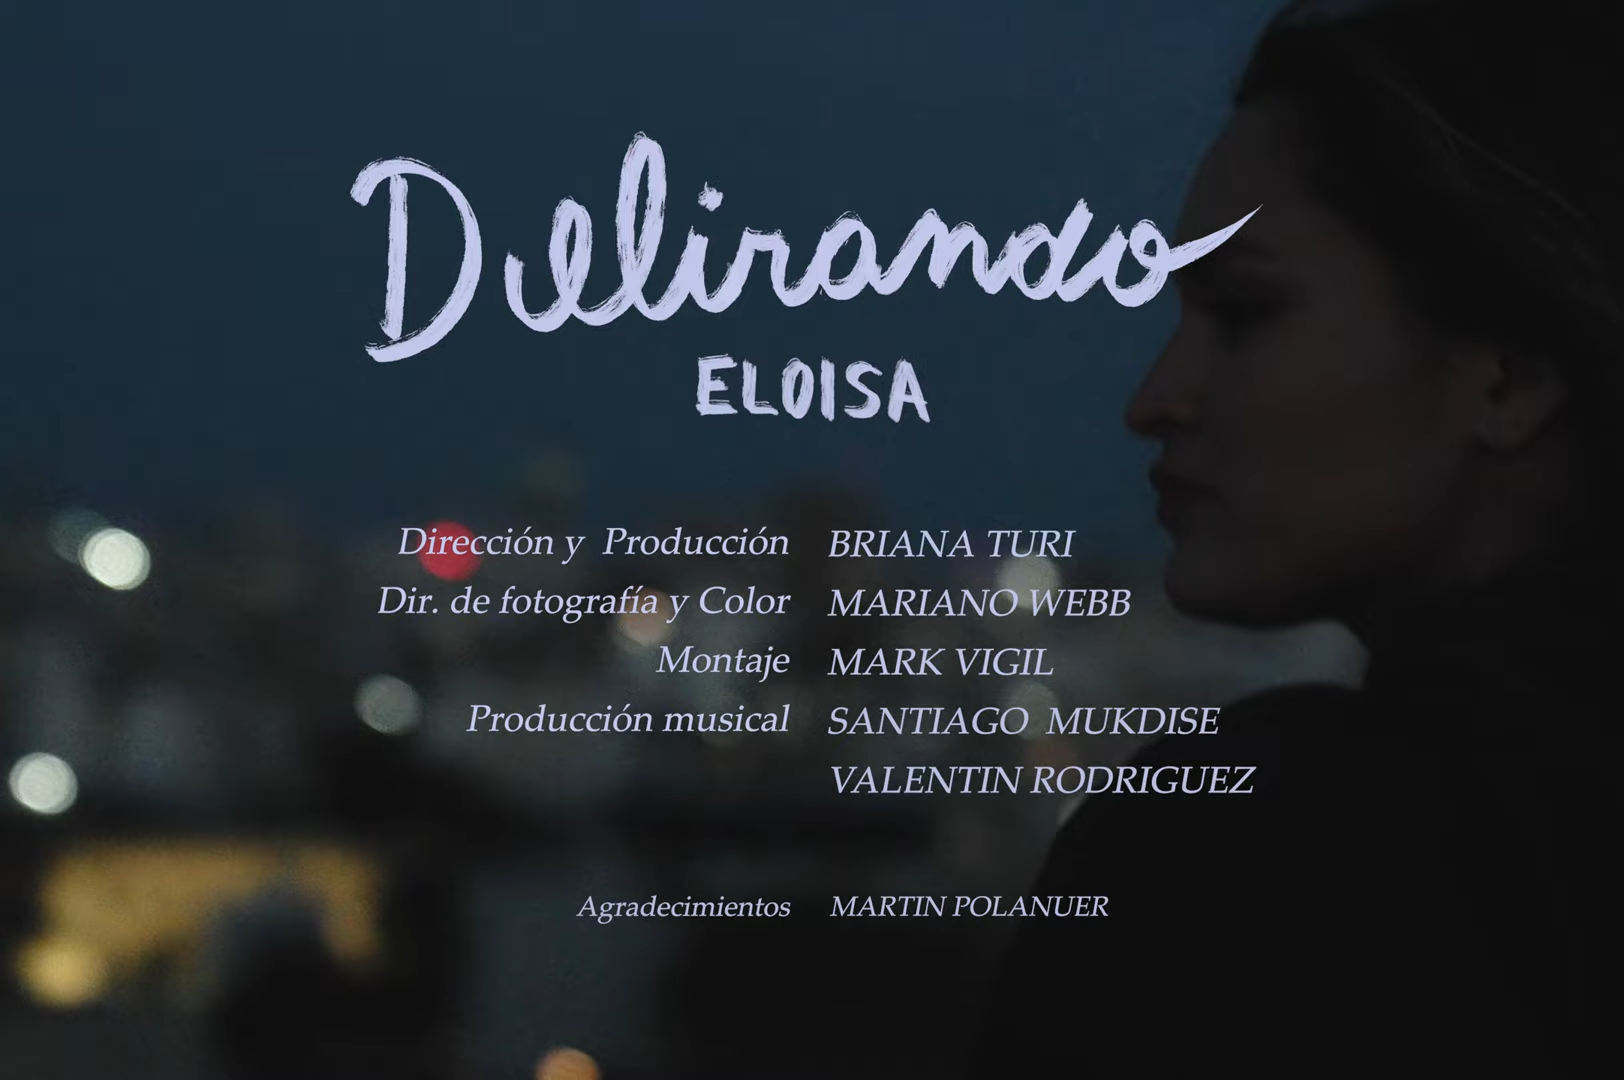 Delirando
ELOISA
Dirección y Producción BRIANA TURI
Dir. de fotografía y Color MARIANO WEBB
Montaje MARK VIGIL
Producción musical SANTIAGO MUKDISE
VALENTIN RODRIGUEZ
Agradecimientos MARTIN POLANUER